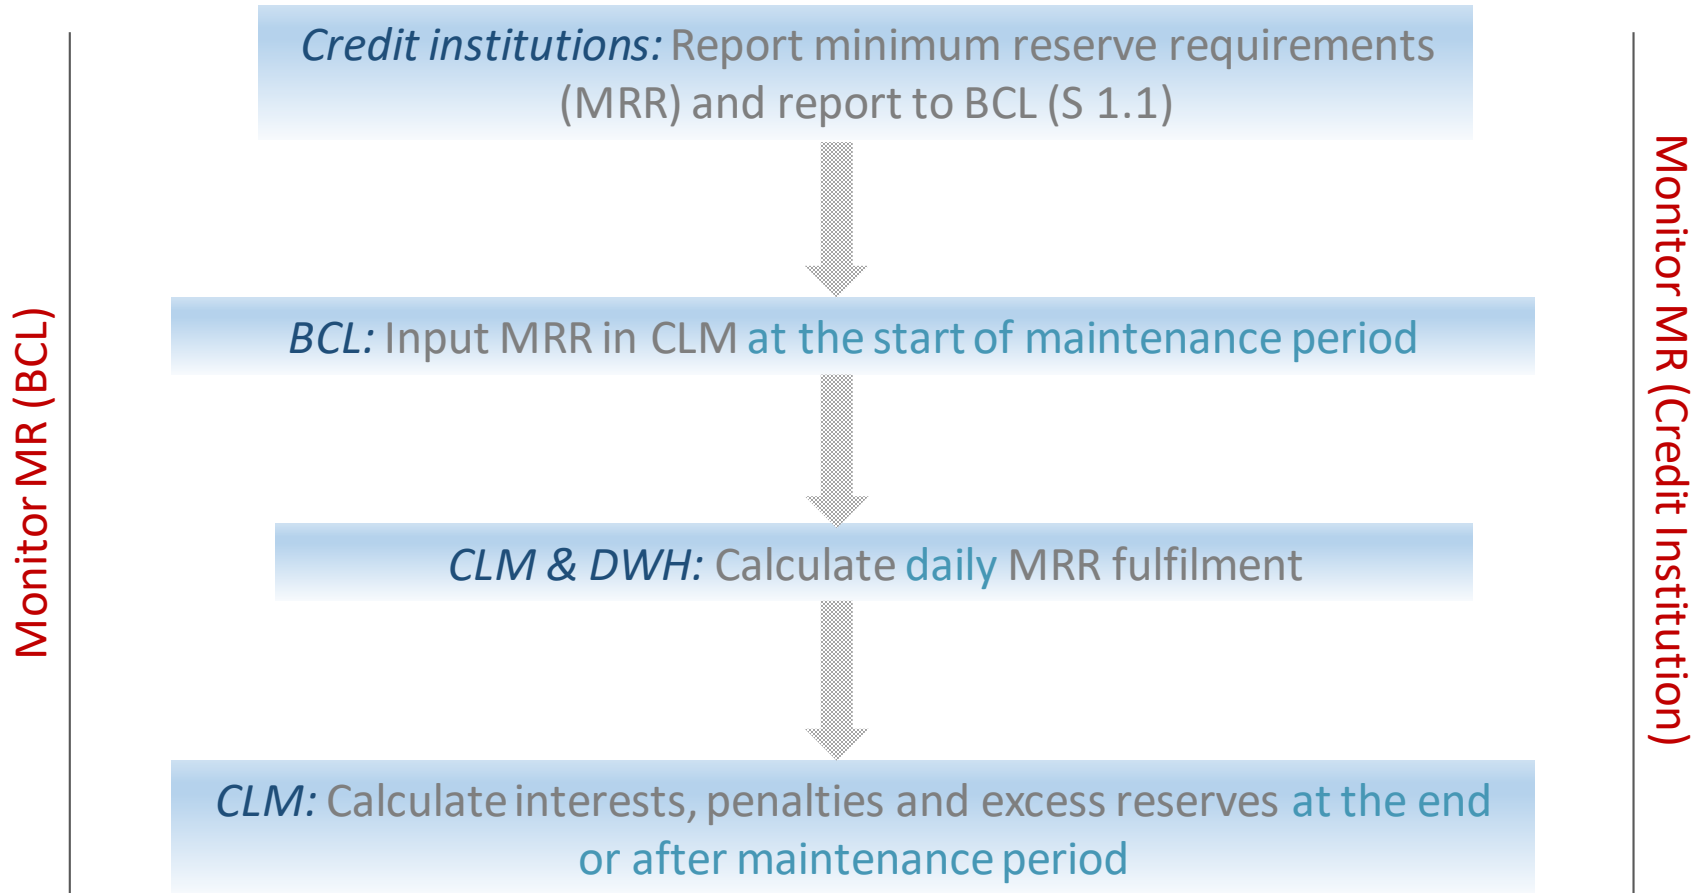 Credit institutions: Report minimum reserve requirements
(MRR) and report to BCL (S 1.1)
BCL: Input MRR in CLM at the start of maintenance period
CLM & DWH: Calculate daily MRR fulfilment
CLM: Calculate interests, penalties and excess reserves at the end
or after maintenance period
Monitor MR (BCL)
Monitor MR (Credit Institution)